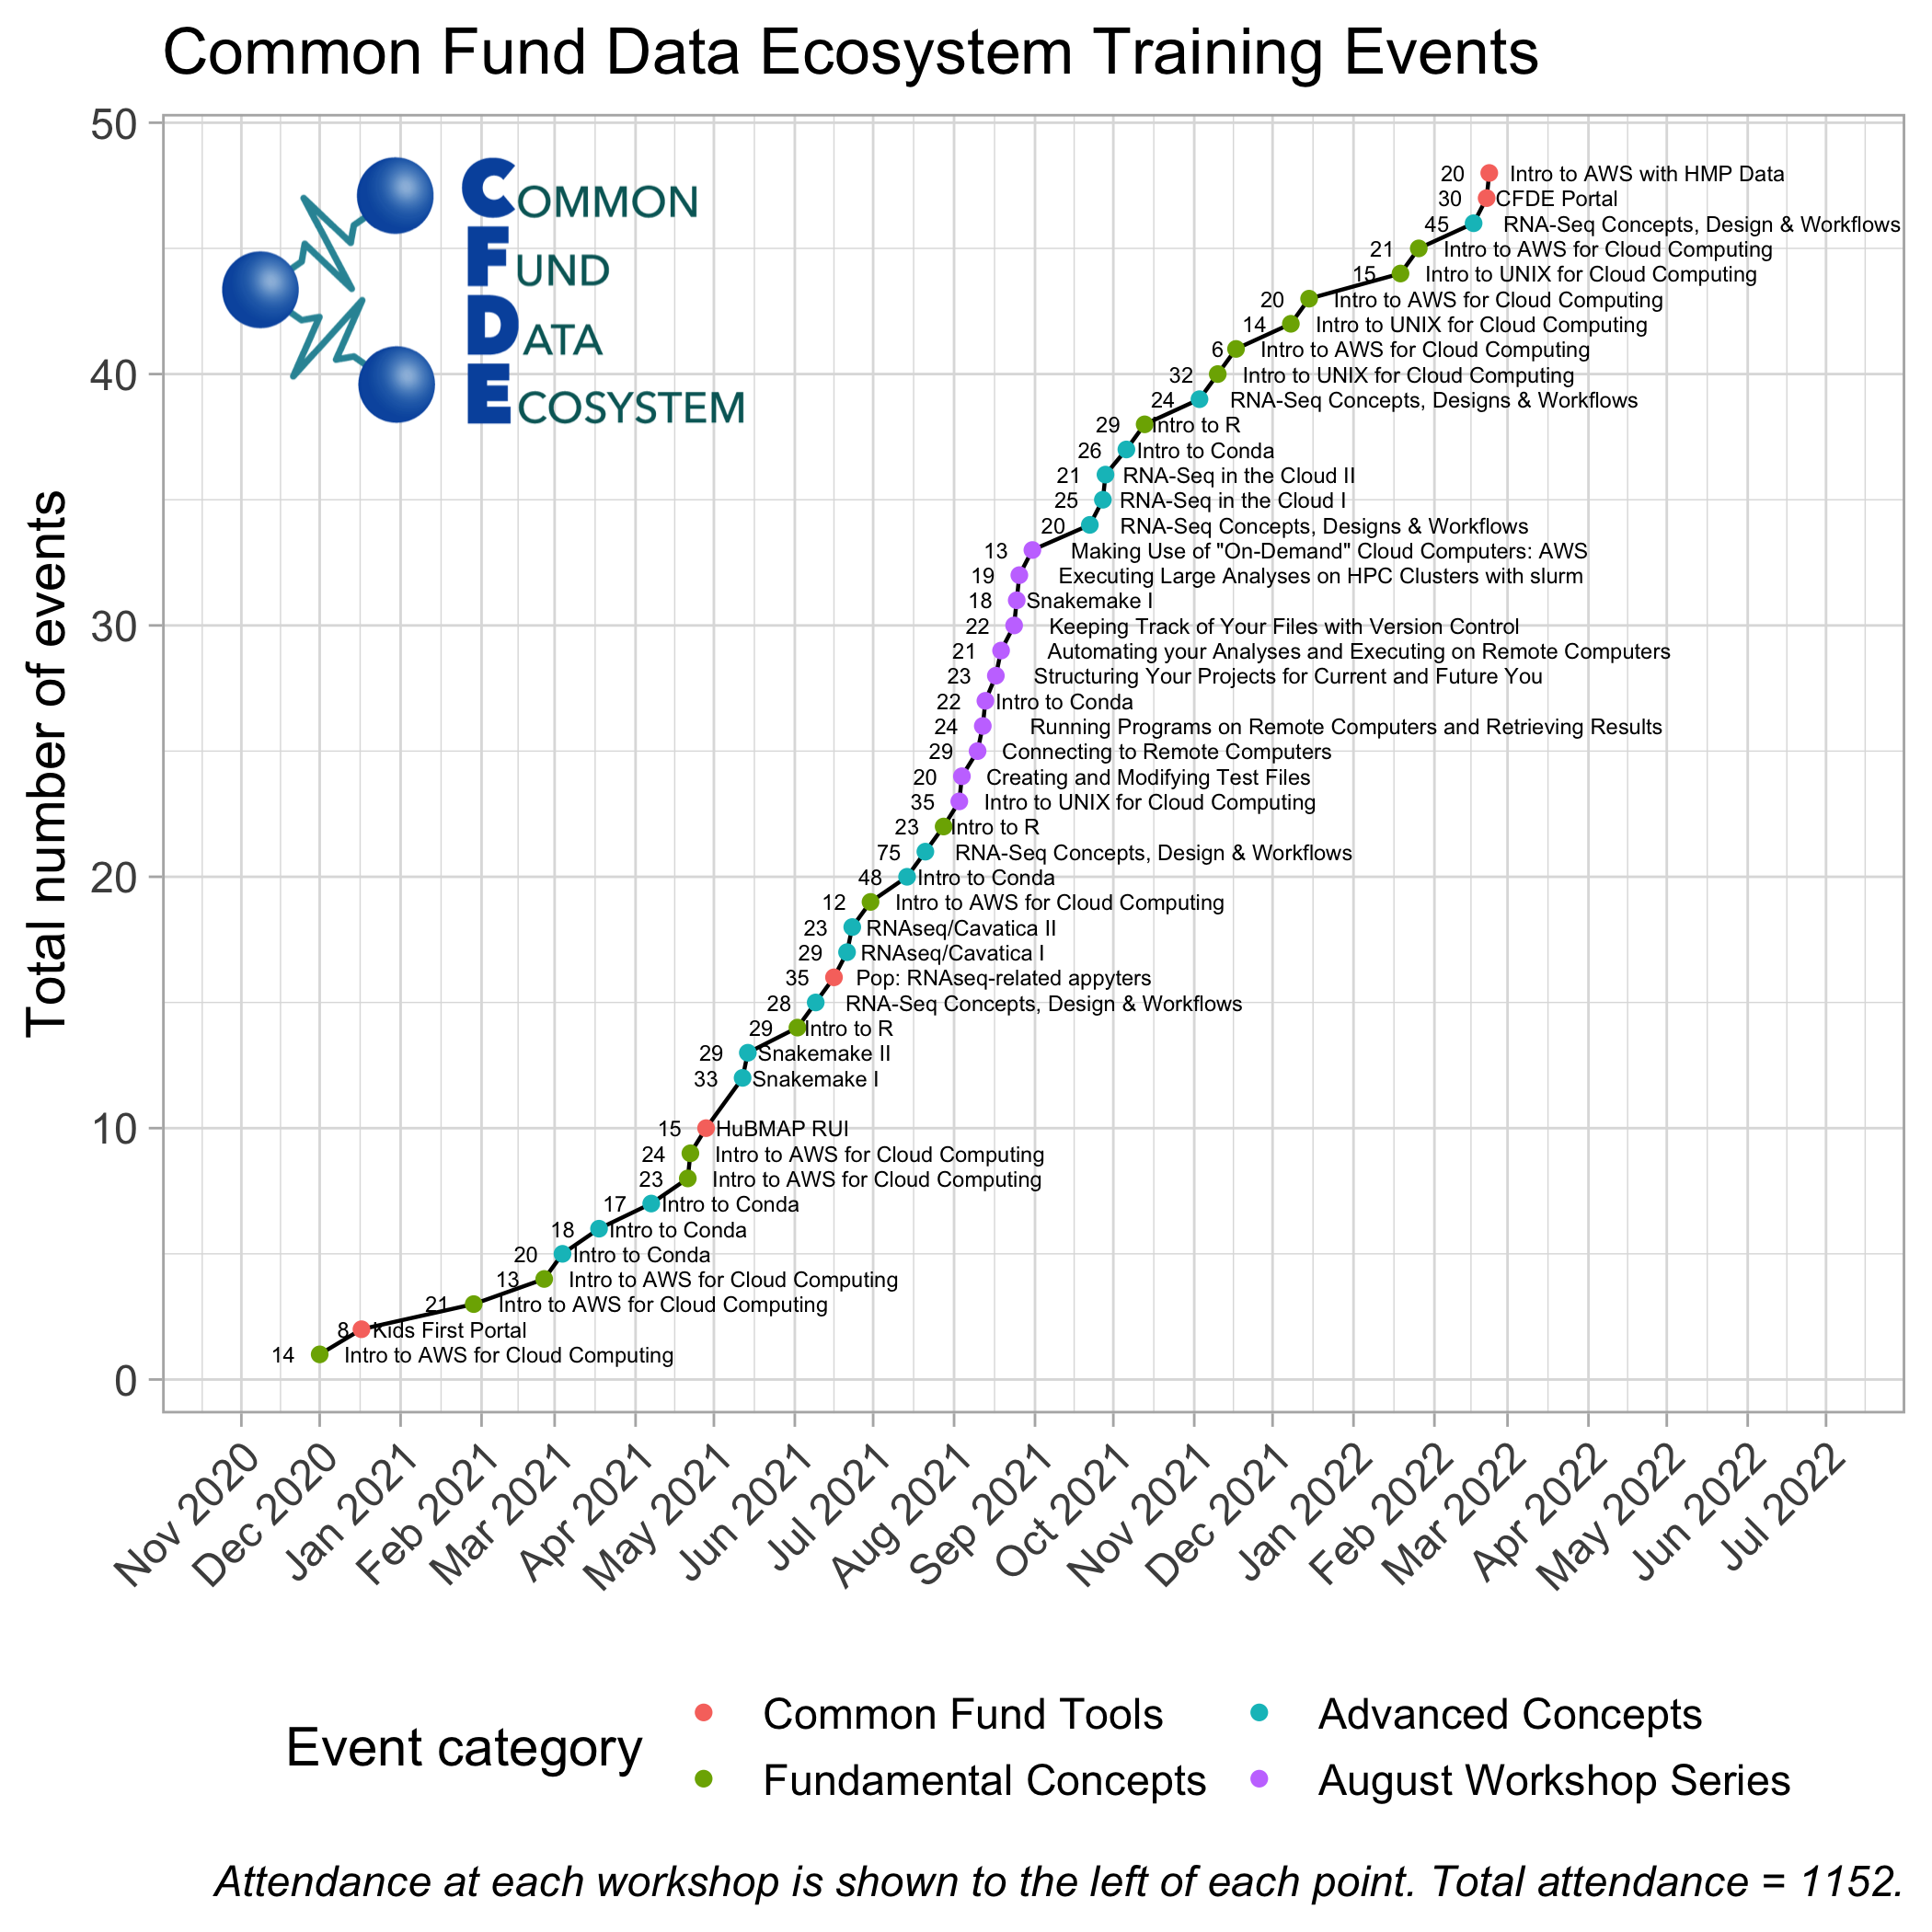 Common Fund Data Ecosystem Training Events
COMMON
FUND
DATA
ECOSYSTEM
Total number of events
50
40
30
20
10
0
20 Intro to AWS with HMP Data
30 CFDE Portal
45 RNA-Seq Concepts, Design & Workflows
21 Intro to AWS for Cloud Computing
15 Intro to UNIX for Cloud Computing
20 Intro to AWS for Cloud Computing
14 Intro to UNIX for Cloud Computing
6 Intro to AWS for Cloud Computing
32 Intro to UNIX for Cloud Computing
24 RNA-Seq Concepts, Designs & Workflows
29 Intro to R
26 Intro to Conda
21 RNA-Seq in the Cloud II
25 RNA-Seq in the Cloud I
20 RNA-Seq Concepts, Designs & Workflows
13 Making Use of "On-Demand" Cloud Computers: AWS
19 Executing Large Analyses on HPC Clusters with slurm
18 Snakemake I
22 Keeping Track of Your Files with Version Control
21 Automating your Analyses and Executing on Remote Computers
23 Structuring Your Projects for Current and Future You
22 Intro to Conda
24 Running Programs on Remote Computers and Retrieving Results
29 Connecting to Remote Computers
20 Creating and Modifying Test Files
35 Intro to UNIX for Cloud Computing
23 Intro to R
75 RNA-Seq Concepts, Design & Workflows
48 Intro to Conda
12 Intro to AWS for Cloud Computing
23 RNAseq/Cavatica II
29 RNAseq/Cavatica I
35 Pop: RNAseq-related appyters
28 RNA-Seq Concepts, Design & Workflows
29 Intro to R
29 Snakemake II
33 Snakemake I
15 HuBMAP RUI
24 Intro to AWS for Cloud Computing
23 Intro to AWS for Cloud Computing
17 Intro to Conda
18 Intro to Conda
20 Intro to Conda
13 Intro to AWS for Cloud Computing
21 Intro to AWS for Cloud Computing
8 Kids First Portal
14 Intro to AWS for Cloud Computing
Nov 2020
Dec 2020
Jan 2021
Feb 2021
Mar 2021
Apr 2021
May 2021
Jun 2021
Jul 2021
Aug 2021
Sep 2021
Oct 2021
Nov 2021
Dec 2021
Jan 2022
Feb 2022
Mar 2022
Apr 2022
May 2022
Jun 2022
Jul 2022
Event category
Common Fund Tools
Fundamental Concepts
Advanced Concepts
August Workshop Series
Attendance at each workshop is shown to the left of each point. Total attendance = 1152.